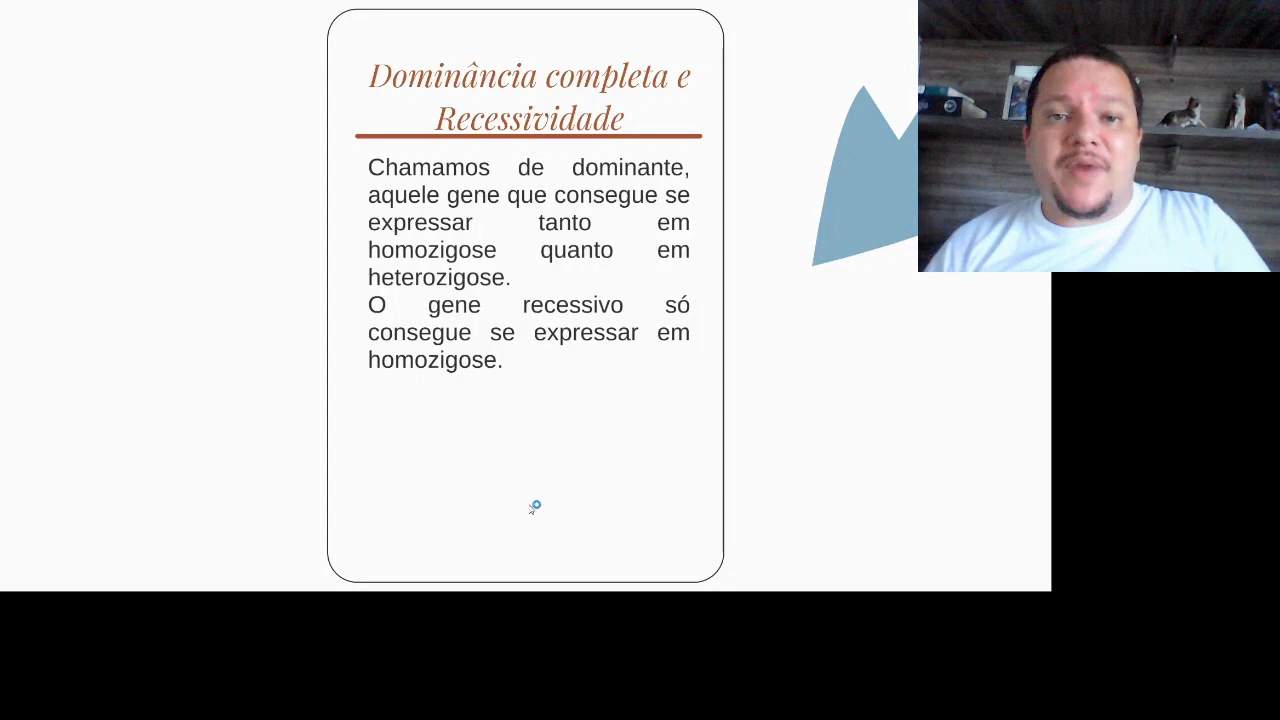 Dominância completa e
Recessividade
Chamamos de dominante,
aquele gene que consegue se
expressar tanto em
homozigose quanto em
heterozigose.
O gene recessivo só
consegue se expressar em
homozigose.